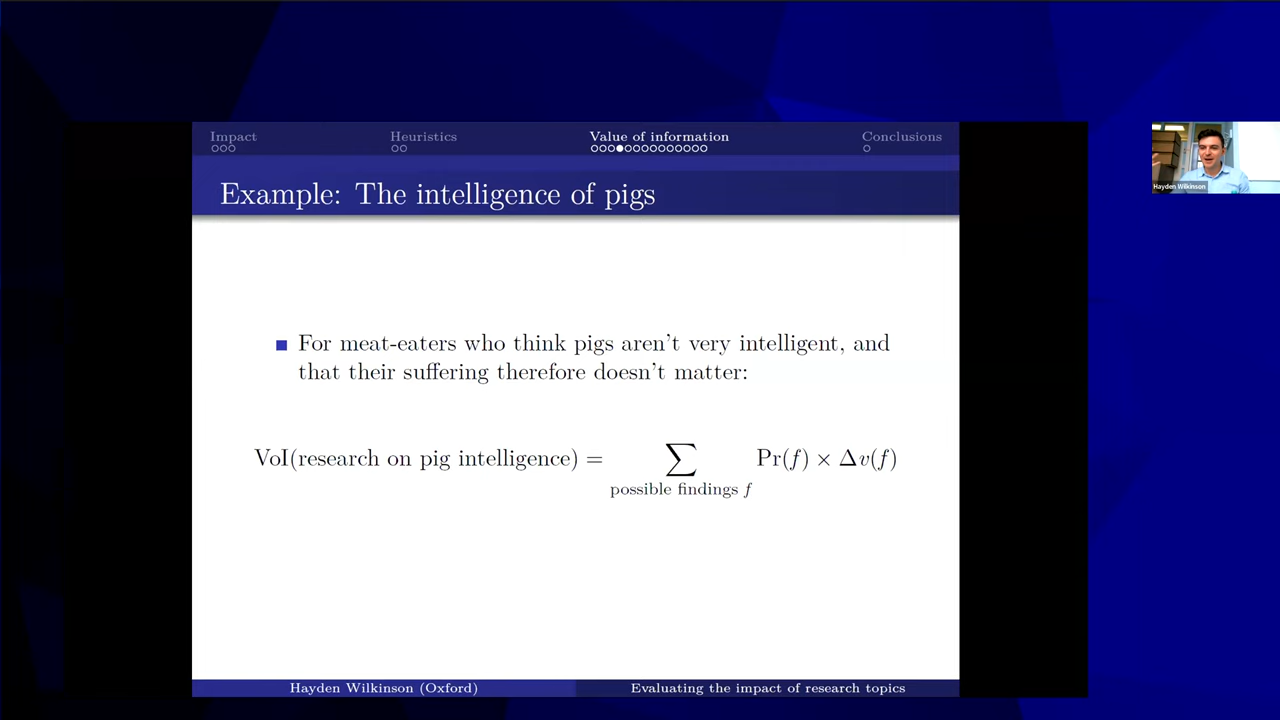 Impact
Heuristics
Value of information
Conclusions
Example: The intelligence of pigs
For meat-eaters who think pigs aren't very intelligent, and
that their suffering therefore doesn't matter:
VoI(research on pig intelligence) = ∑ Pr(f) × Δv(f)
possible findings f
Hayden Wilkinson (Oxford)
Evaluating the impact of research topics
Hayden Wilkinson